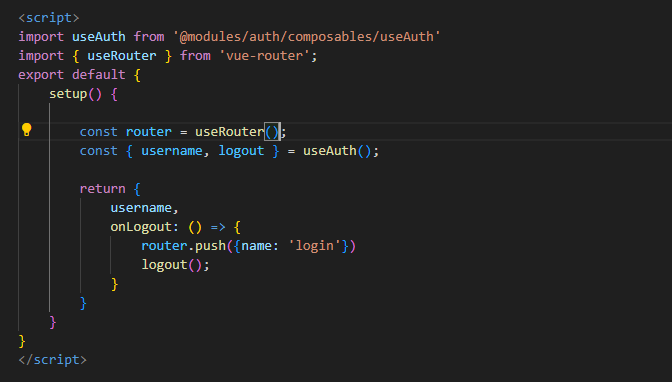 <script>
import useAuth from '@modules/auth/composables/useAuth'
import { useRouter } from 'vue-router';
export default {
    setup() {

        const router = useRouter();
        const { username, logout } = useAuth();

        return {
            username,
            onLogout: () => {
                router.push({name: 'login'})
                logout();
            }
        }
    }
}
</script>